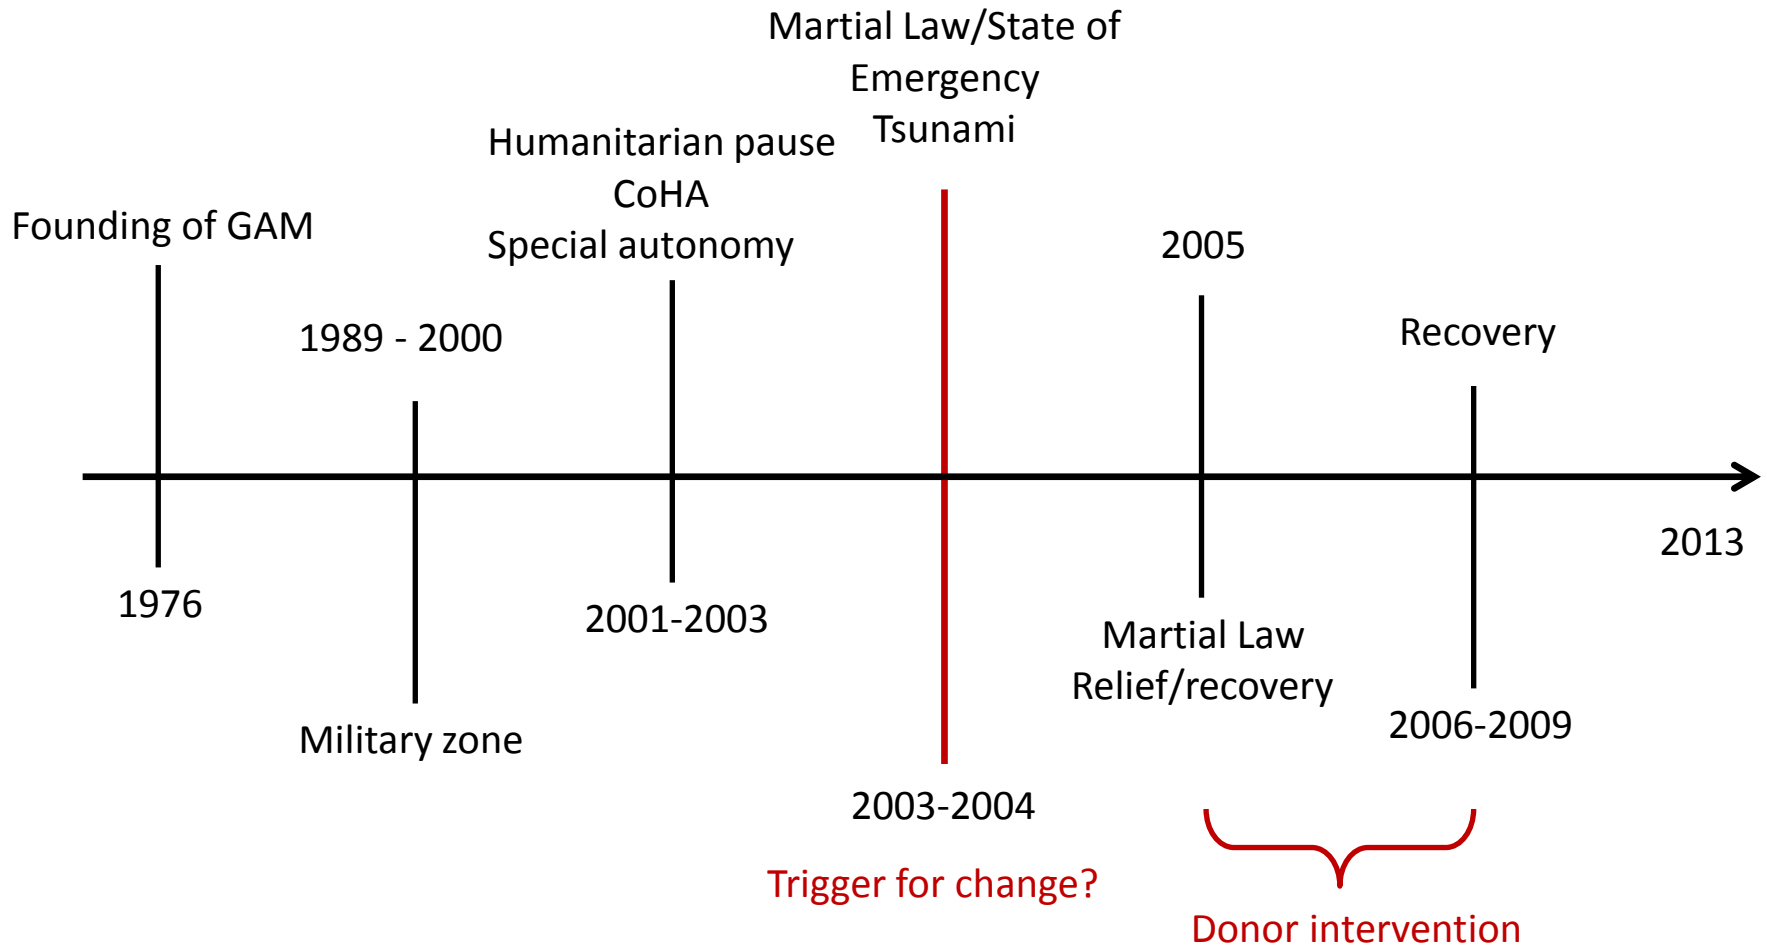 Martial Law/State of
Emergency
Tsunami
Humanitarian pause
CoHA
Special autonomy
Founding of GAM
2005
1989 - 2000
Recovery
2013
1976
2001-2003
Martial Law
Relief/recovery
2006-2009
Military zone
2003-2004
Trigger for change?
Donor intervention